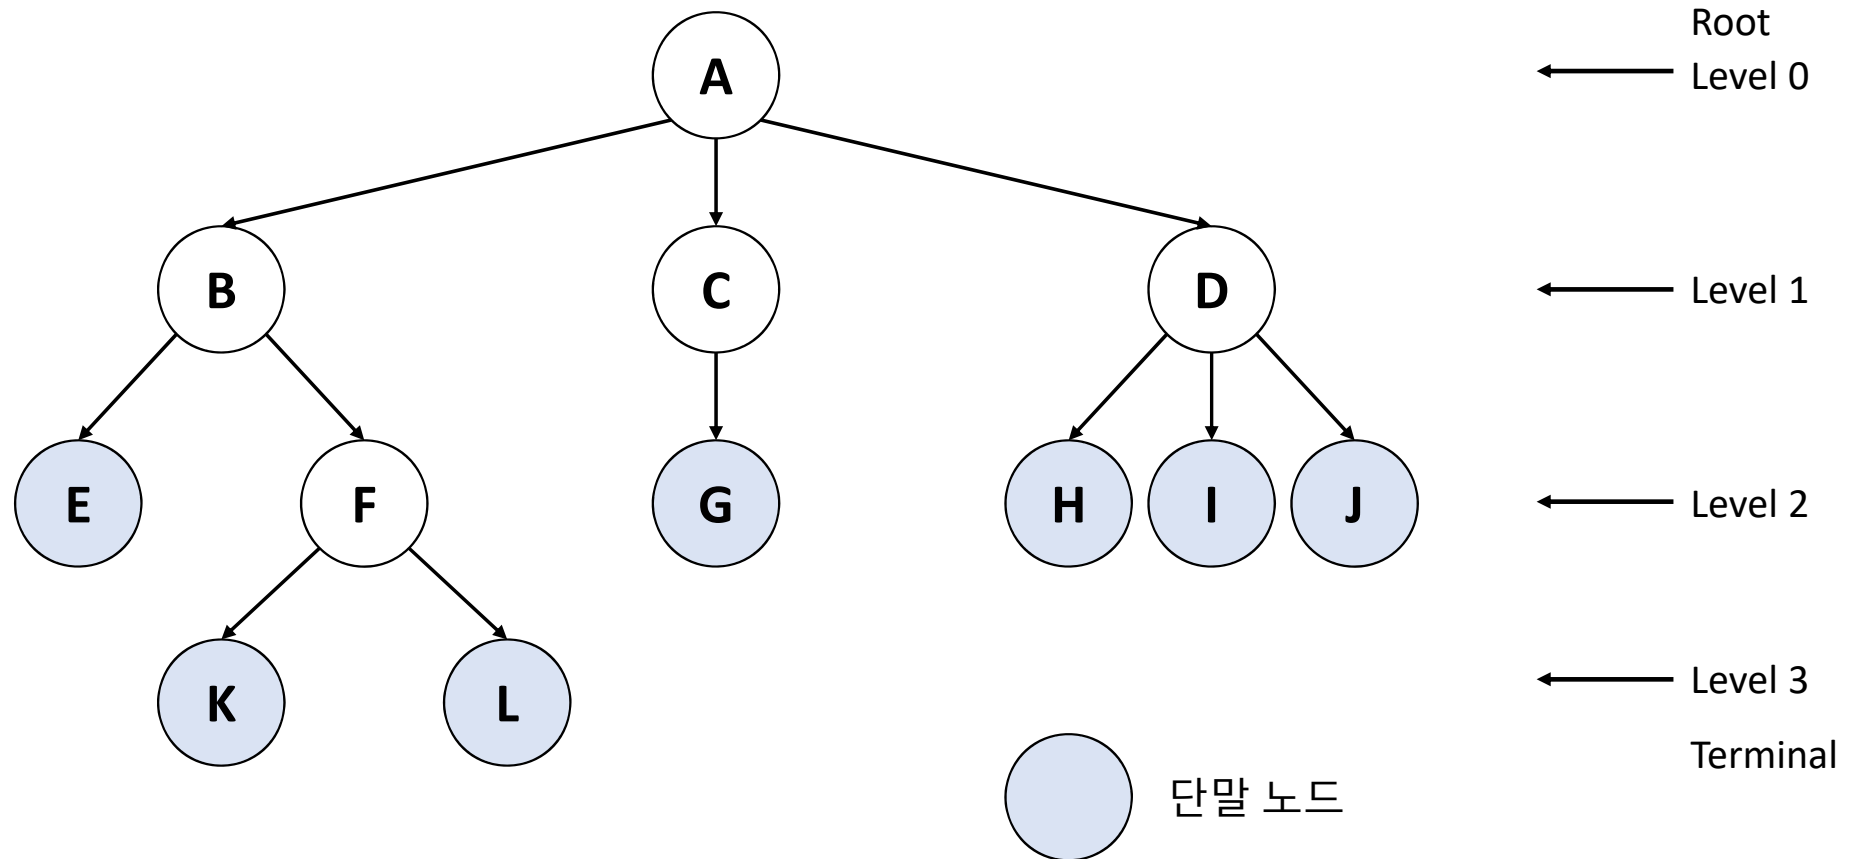 Root
A
Level 0
B
C
D
Level 1
E
F
G
H
I
J
Level 2
K
L
Level 3
Terminal
단말 노드